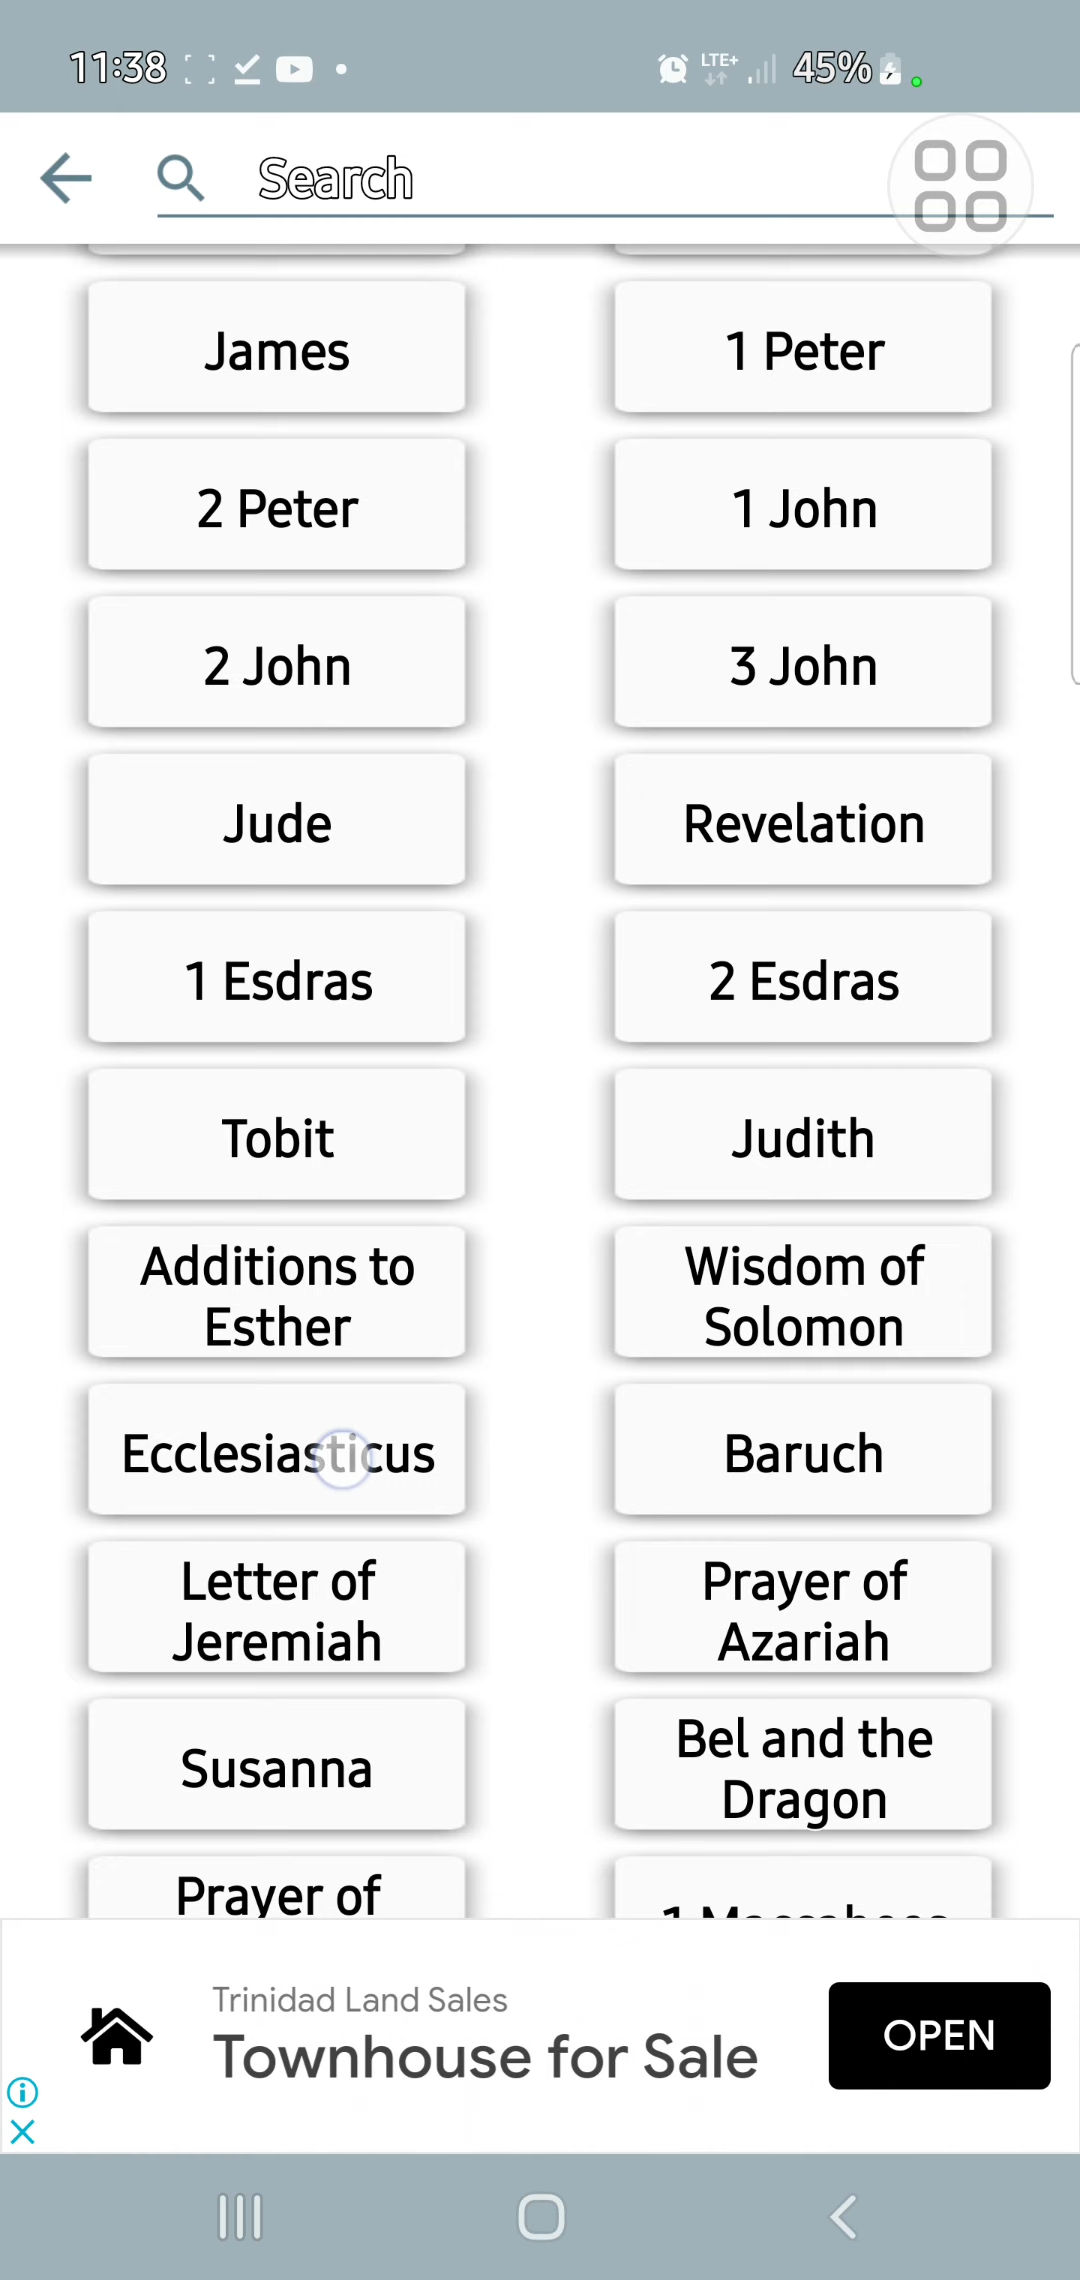 11:38
LTE+
45%
Search
James
1 Peter
2 Peter
1 John
2 John
3 John
Jude
Revelation
1 Esdras
2 Esdras
Tobit
Judith
Additions to
Esther
Wisdom of
Solomon
Ecclesiasticus
Baruch
Letter of
Jeremiah
Prayer of
Azariah
Susanna
Bel and the
Dragon
Prayer of
Trinidad Land Sales
Townhouse for Sale
OPEN